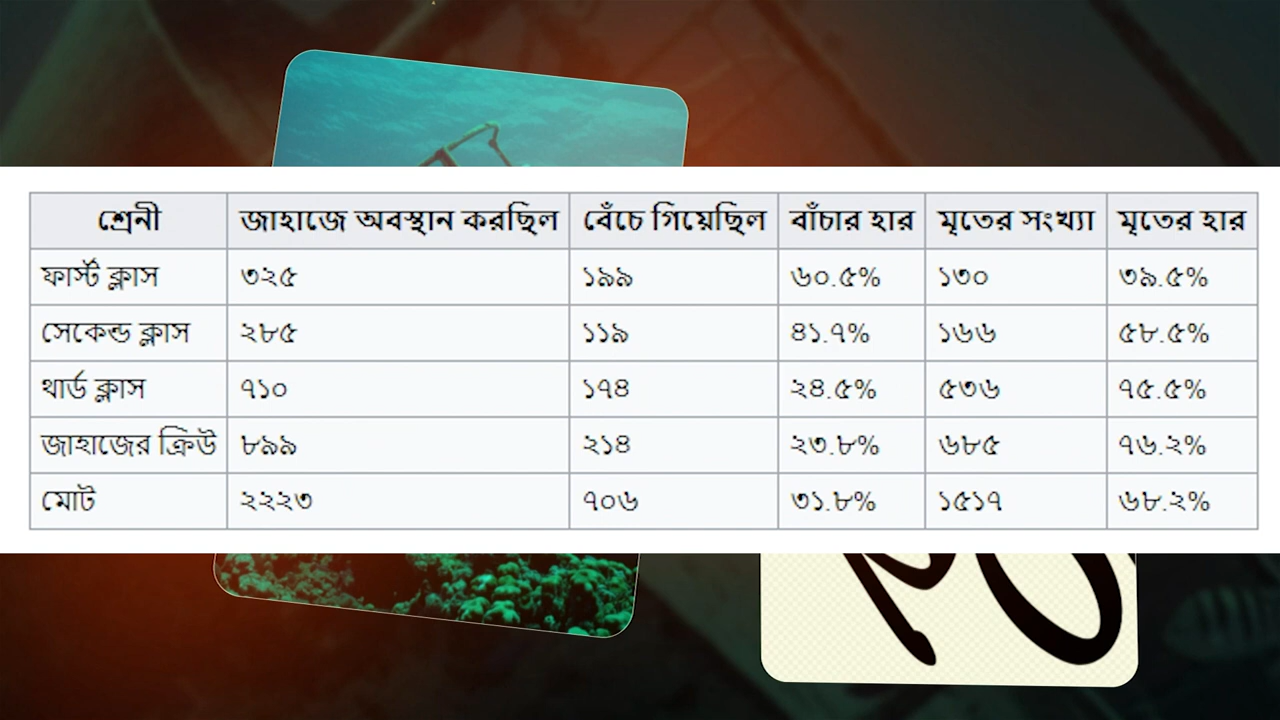 শ্রেনী জাহাজে অবস্থান করছিল বেঁচে গিয়েছিল বাঁচার হার মৃতের সংখ্যা মৃতের হার
ফার্স্ট ক্লাস ৩২৫ ১৯৯ ৬০.৫% ১৩০ ৩৯.৫%
সেকেন্ড ক্লাস ২৮৫ ১১৯ ৪১.৭% ১৬৬ ৫৮.৫%
থার্ড ক্লাস ৭১০ ১৭৪ ২৪.৫% ৫৩৬ ৭৫.৫%
জাহাজের ক্রিউ ৮৯৯ ২১৪ ২৩.৮% ৬৮৫ ৭৬.২%
মোট ২২২৩ ৭০৬ ৩১.৮% ১৫১৭ ৬৮.২%